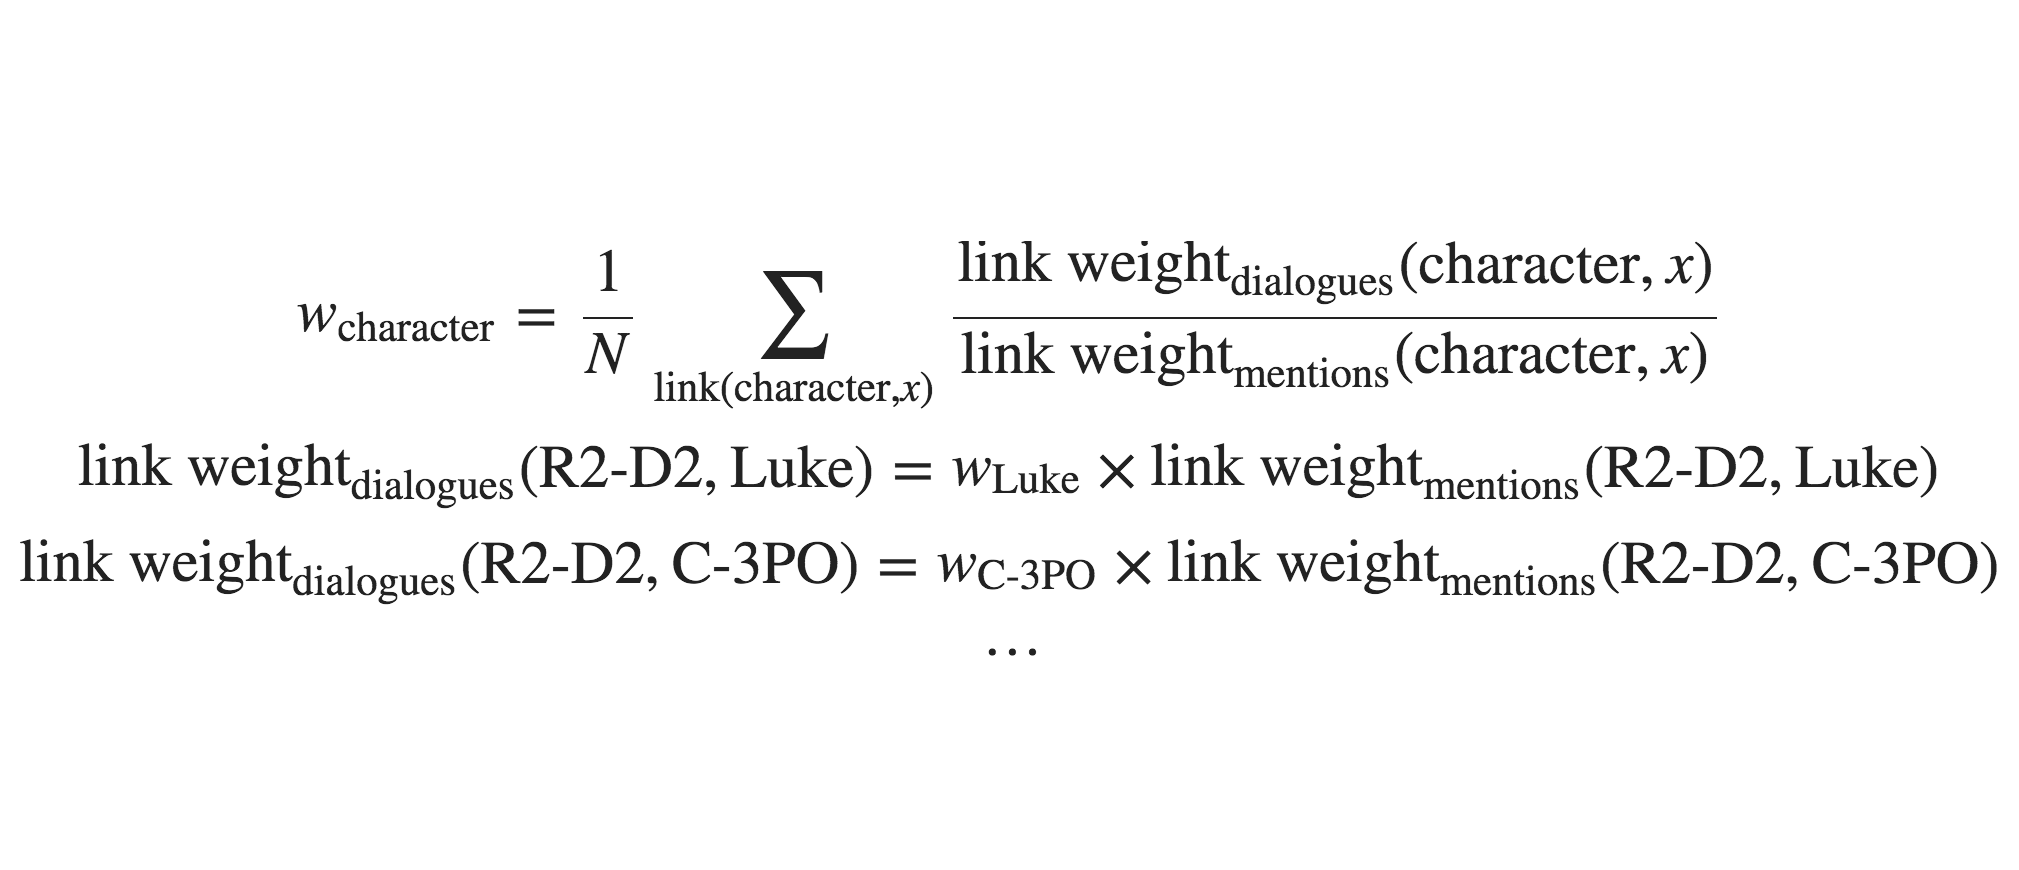 w_character = 1/N ∑_link(character,x) link weight_dialogues(character, x) / link weight_mentions(character, x)
link weight_dialogues(R2-D2, Luke) = w_Luke × link weight_mentions(R2-D2, Luke)
link weight_dialogues(R2-D2, C-3PO) = w_C-3PO × link weight_mentions(R2-D2, C-3PO)
…